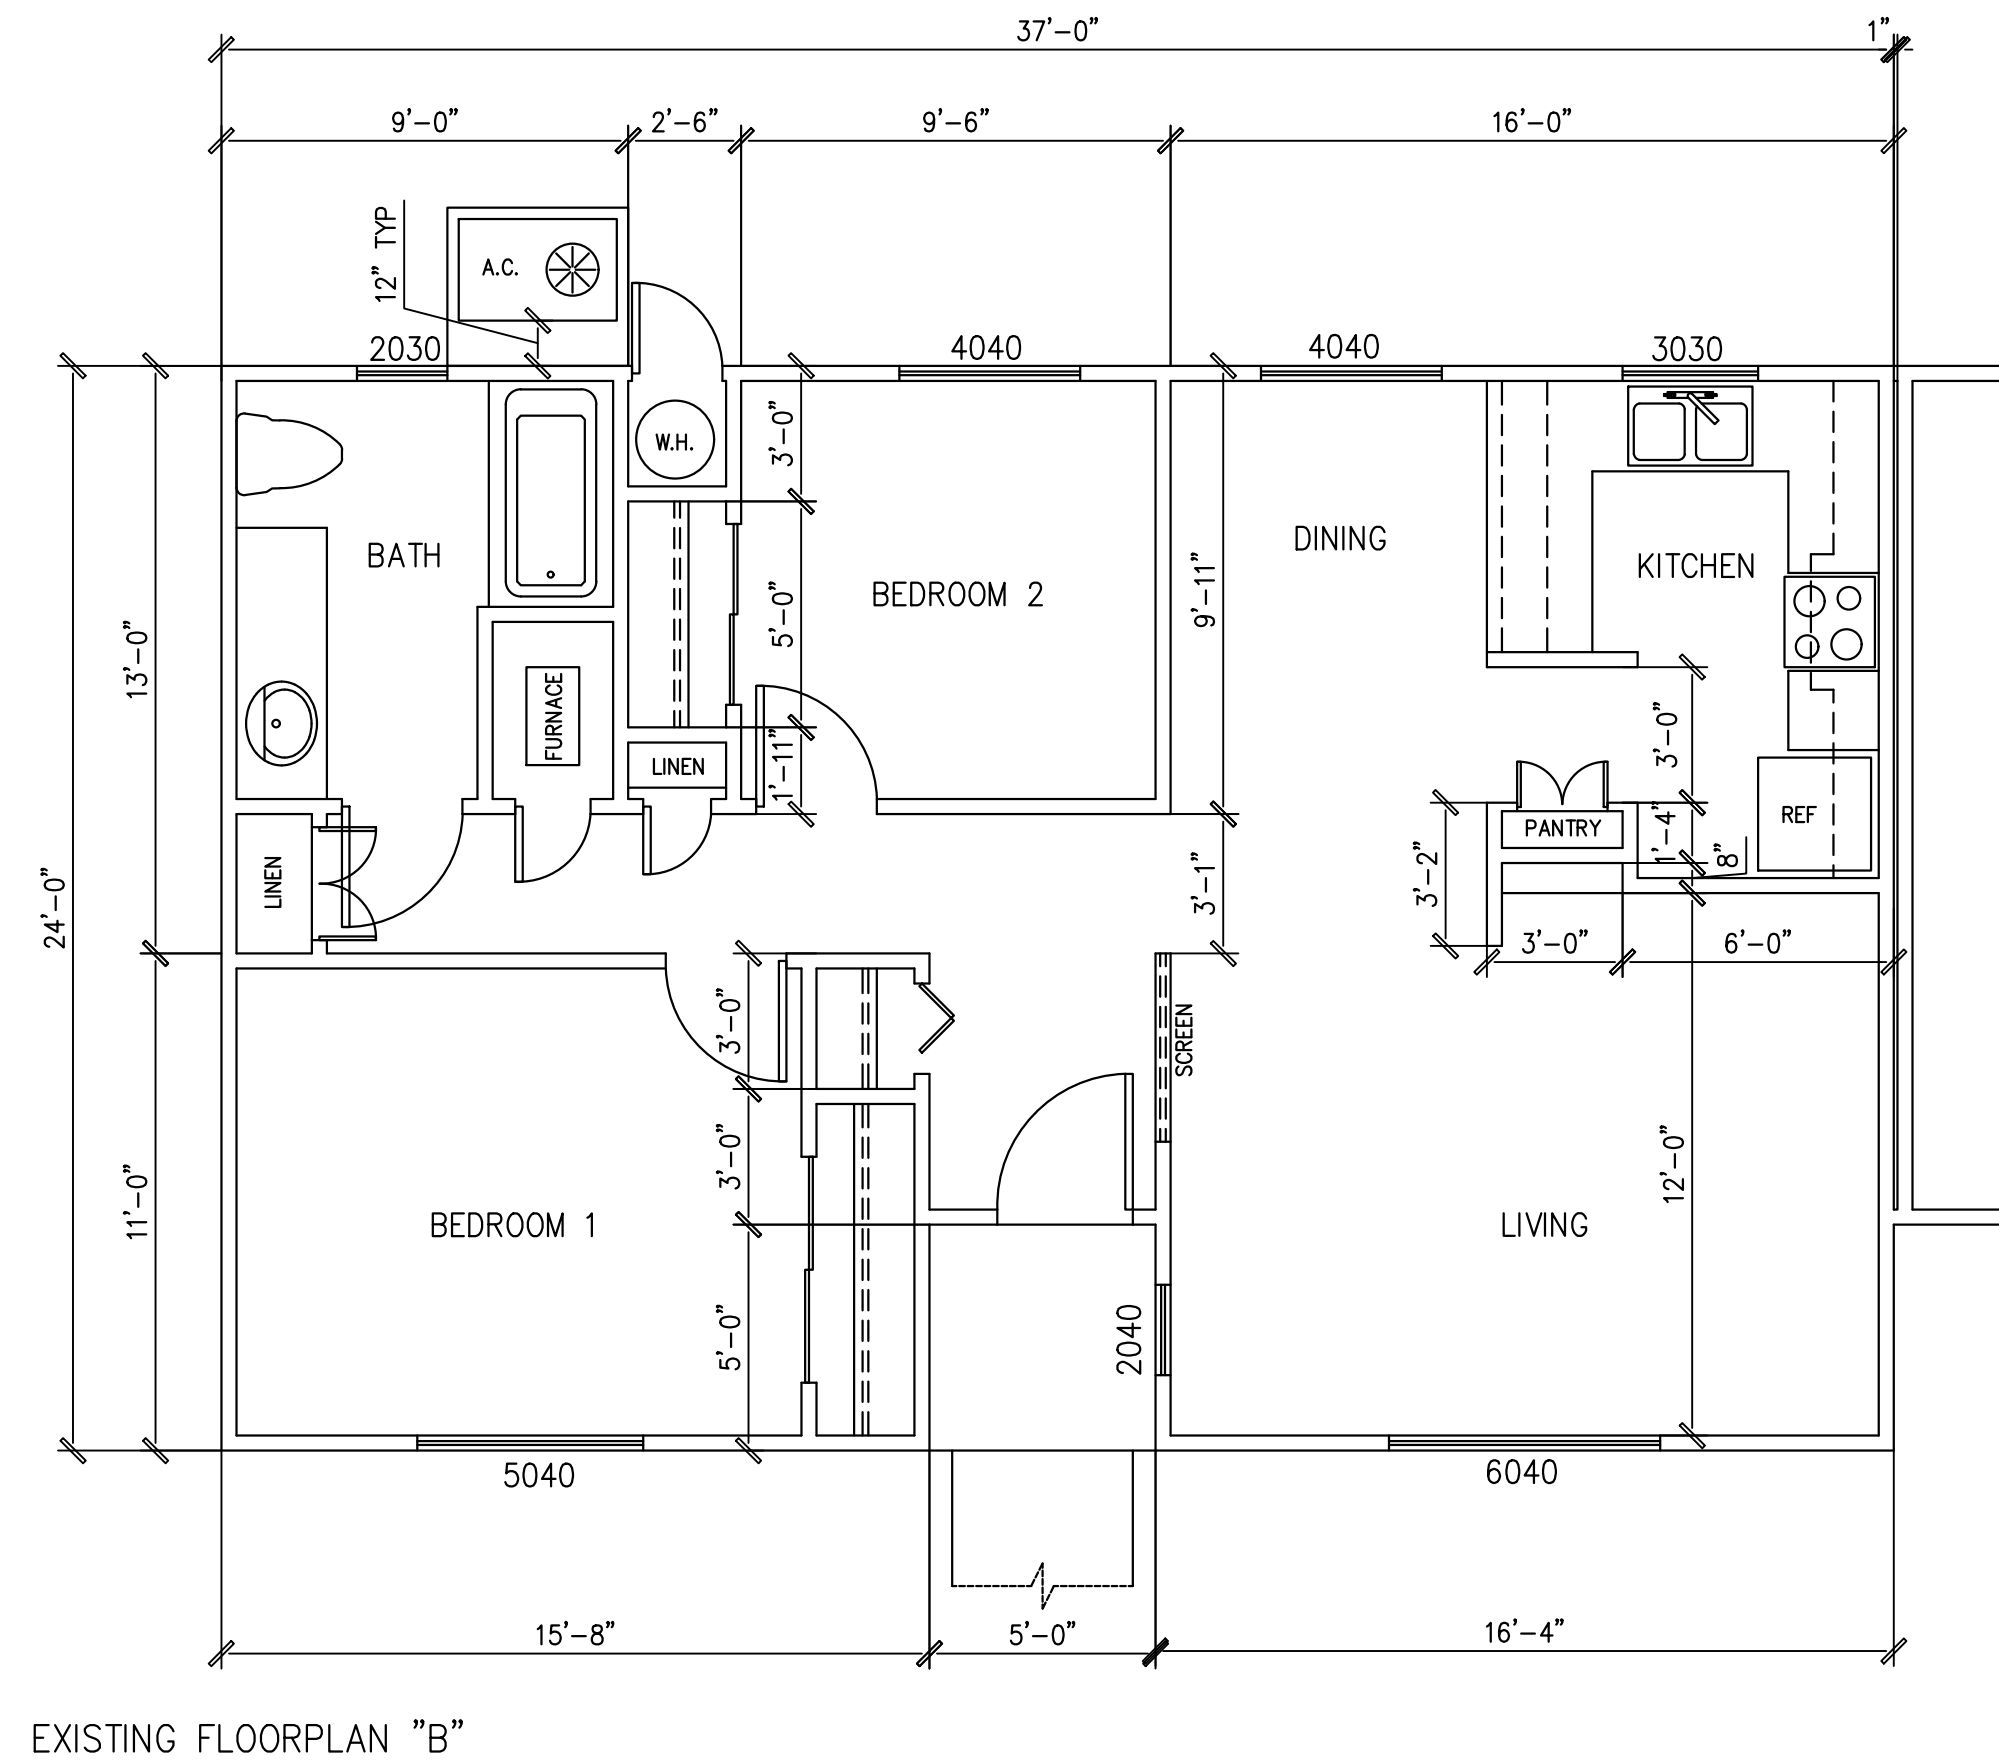 37'-0"
1"
9'-0"
2'-6"
9'-6"
16'-0"
12" TYP
A.C.
2030
4040
4040
3030
W.H.
3'-0"
BATH
DINING
KITCHEN
BEDROOM 2
5'-0"
9'-11"
13'-0"
FURNACE
LINEN
1'-11"
3'-0"
PANTRY
REF
1'-4"
8"
LINEN
24'-0"
3'-1"
3'-2"
3'-0"
6'-0"
3'-0"
SCREEN
3'-0"
12'-0"
11'-0"
BEDROOM 1
LIVING
5'-0"
2040
5040
6040
15'-8"
5'-0"
16'-4"
EXISTING FLOORPLAN "B"